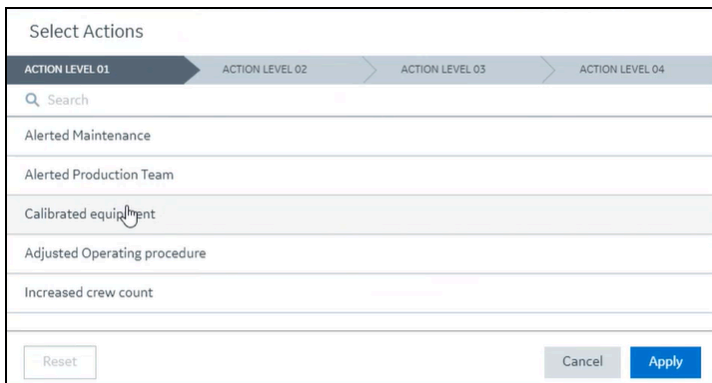 Select Actions
ACTION LEVEL 01 ACTION LEVEL 02 ACTION LEVEL 03 ACTION LEVEL 04
Search
Alerted Maintenance
Alerted Production Team
Calibrated equipment
Adjusted Operating procedure
Increased crew count
Reset Cancel Apply